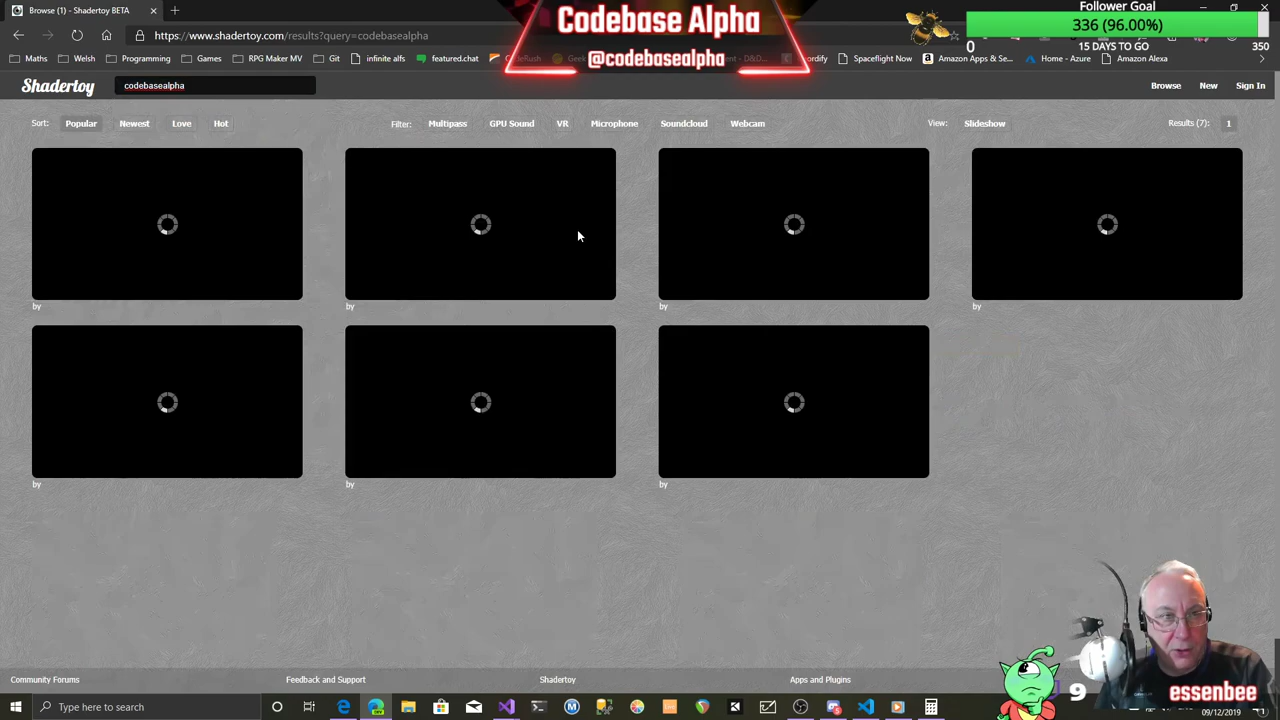 Browse (1) - Shadertoy BETA
Codebase Alpha
@codebasealpha
Follower Goal
336 (96.00%)
0
15 DAYS TO GO
350
https://www.shadertoy.com/results?query=codebasealpha
Maths
Welsh
Programming
Games
RPG Maker MV
Kit
infinite alfs
featured.chat
Geek
ment - D&D...
Spaceflight Now
Amazon Apps & Se...
Home - Azure
Amazon Alexa
Shadertoy
codebasealpha
Browse
New
Sign In
Sort:
Popular
Newest
Love
Hot
Filter:
Multipass
GPU Sound
VR
Microphone
Soundcloud
Webcam
View:
Slideshow
Results (7):
1
by
by
by
by
by
by
by
Community Forums
Feedback and Support
Shadertoy
Apps and Plugins
9
essenbee
Type here to search
09/12/2019